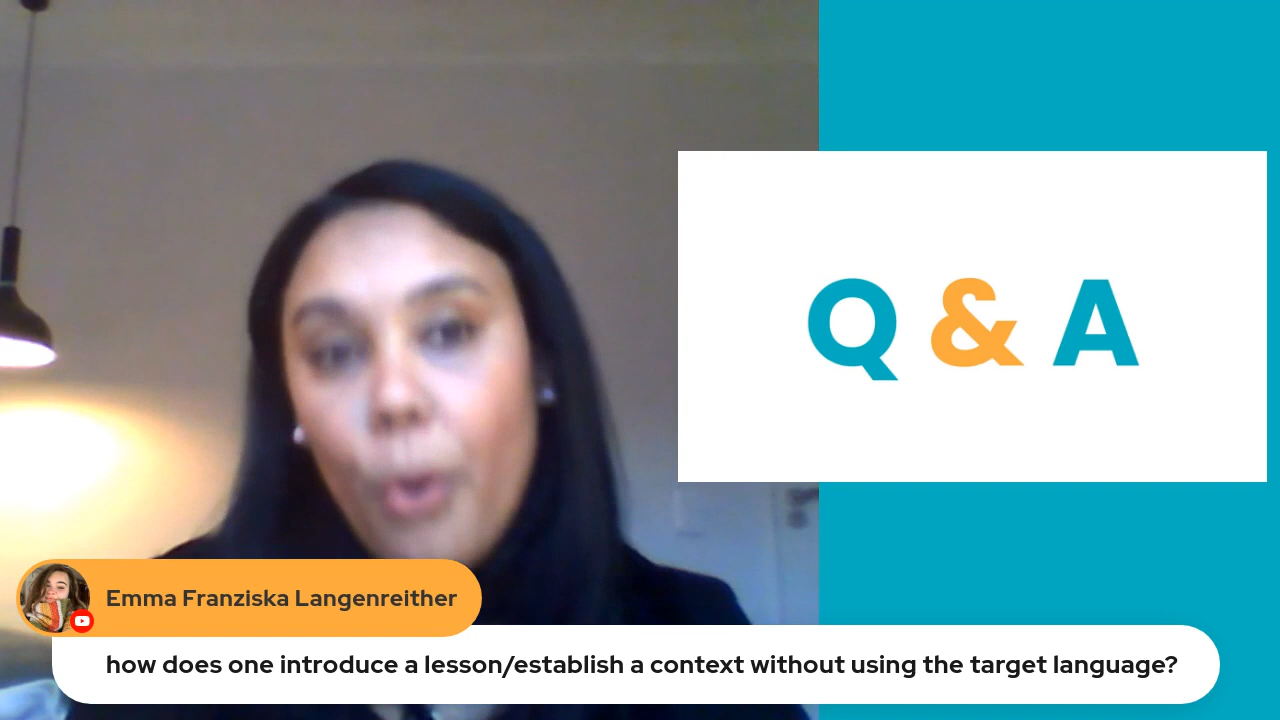 Q & A
Emma Franziska Langenreither
how does one introduce a lesson/establish a context without using the target language?